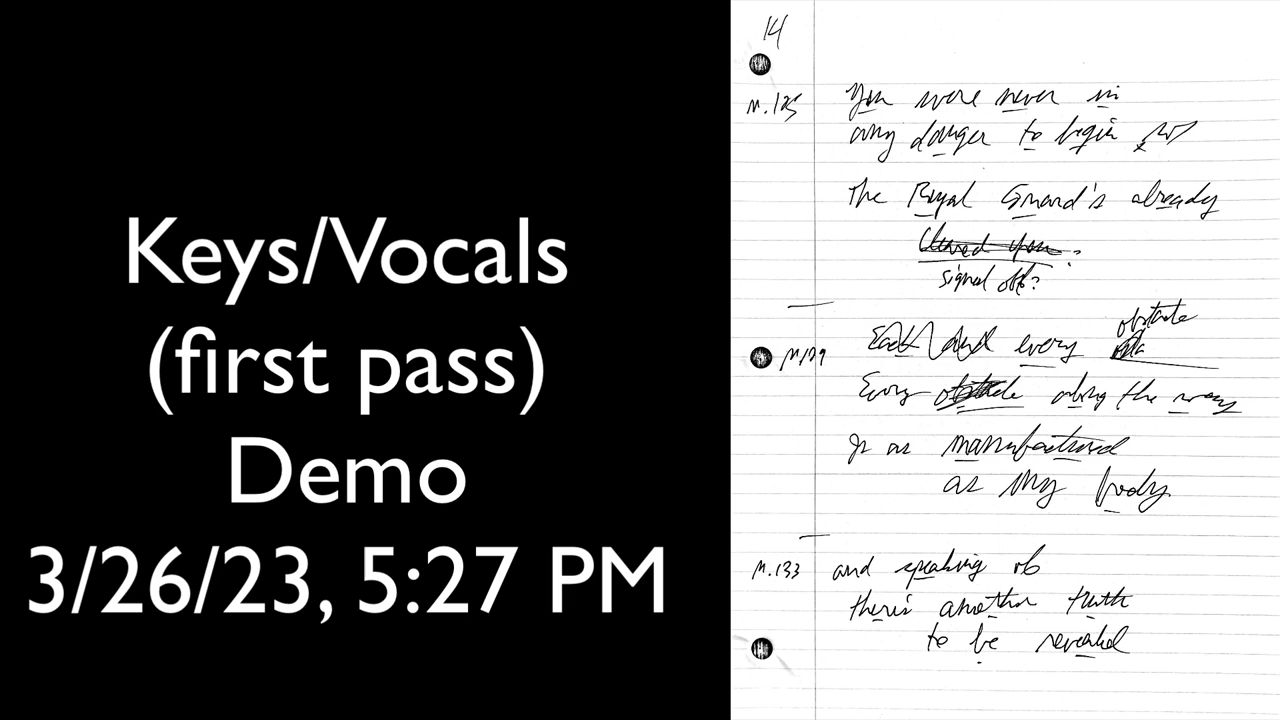 Keys/Vocals
(first pass)
Demo
3/26/23, 5:27 PM
14
M.125
You were never in
any danger to begin
The Royal Guard's already
Cleared you?
signed off?
M.129
Each And every
obstacle
Every obstacle along the way
Is as manufactured
as my body
M.133
and speaking of
there's another truth
to be revealed